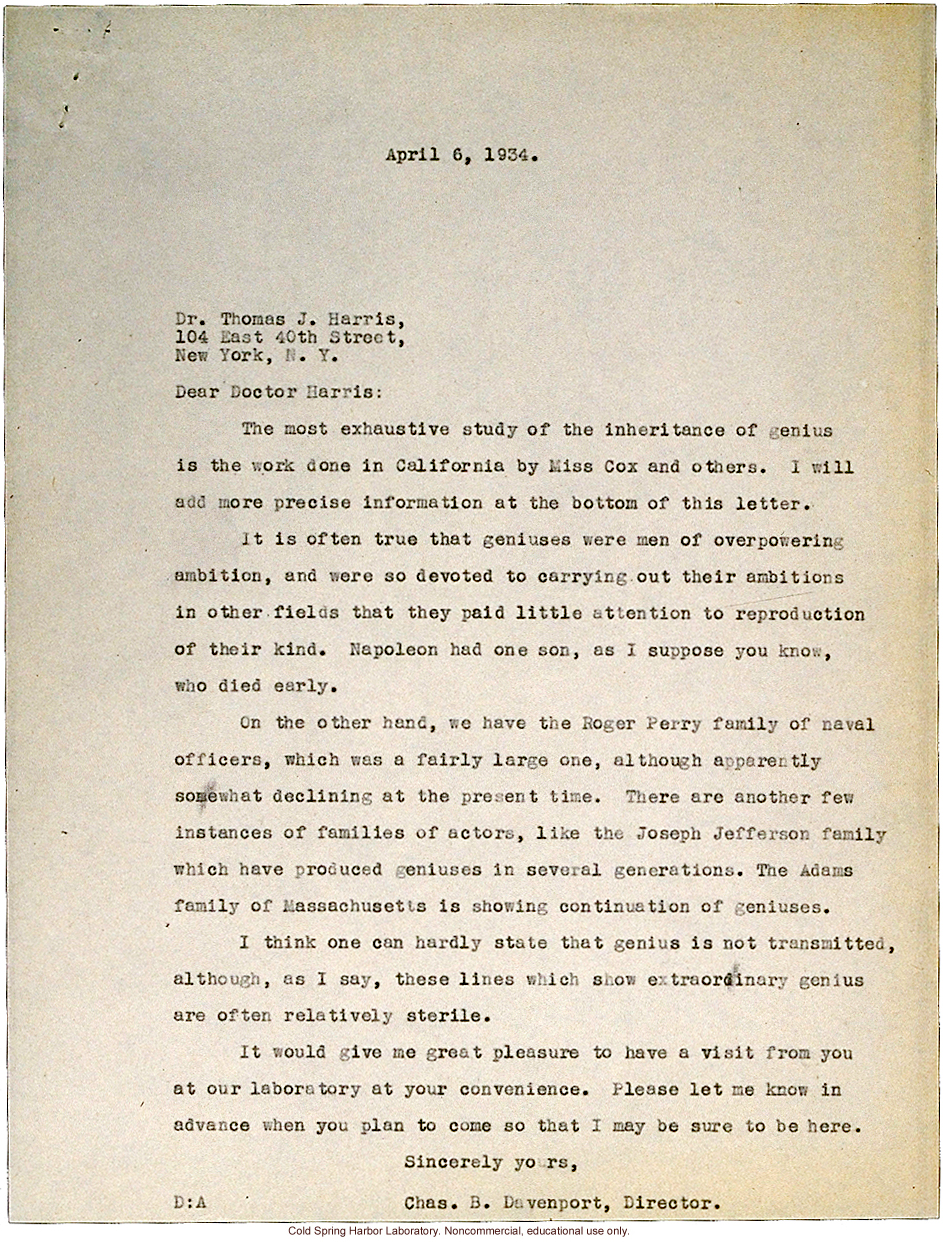 April 6, 1934.
Dr. Thomas J. Harris,
104 East 40th Street,
New York, N. Y.
Dear Doctor Harris:
The most exhaustive study of the inheritance of genius
is the work done in California by Miss Cox and others. I will
add more precise information at the bottom of this letter.
It is often true that geniuses were men of overpowering
ambition, and were so devoted to carrying out their ambitions
in other fields that they paid little attention to reproduction
of their kind. Napoleon had one son, as I suppose you know,
who died early.
On the other hand, we have the Roger Perry family of naval
officers, which was a fairly large one, although apparently
somewhat declining at the present time. There are another few
instances of families of actors, like the Joseph Jefferson family
which have produced geniuses in several generations. The Adams
family of Massachusetts is showing continuation of geniuses.
I think one can hardly state that genius is not transmitted,
although, as I say, these lines which show extraordinary genius
are often relatively sterile.
It would give me great pleasure to have a visit from you
at our laboratory at your convenience. Please let me know in
advance when you plan to come so that I may be sure to be here.
Sincerely yours,
D:A Chas. B. Davenport, Director.
Cold Spring Harbor Laboratory. Noncommercial, educational use only.